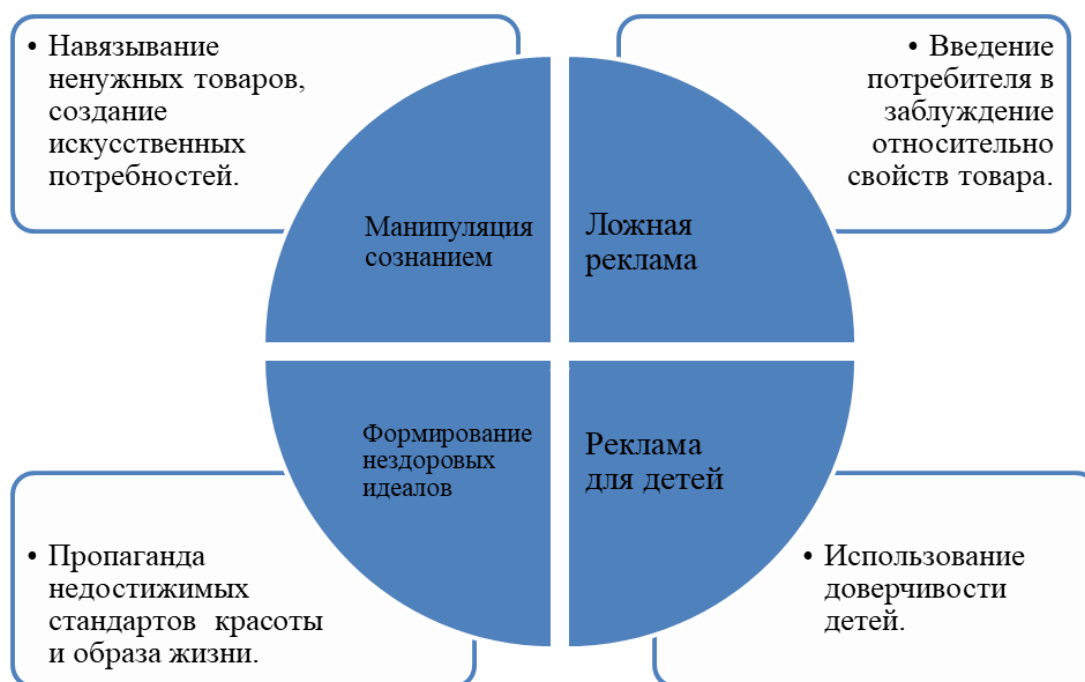 • Навязывание
ненужных товаров,
создание
искусственных
потребностей.
• Введение
потребителя в
заблуждение
относительно
свойств товара.
Манипуляция
сознанием
Ложная
реклама
Формирование
нездоровых
идеалов
Реклама
для детей
• Пропаганда
недостижимых
стандартов красоты
и образа жизни.
• Использование
доверчивости
детей.